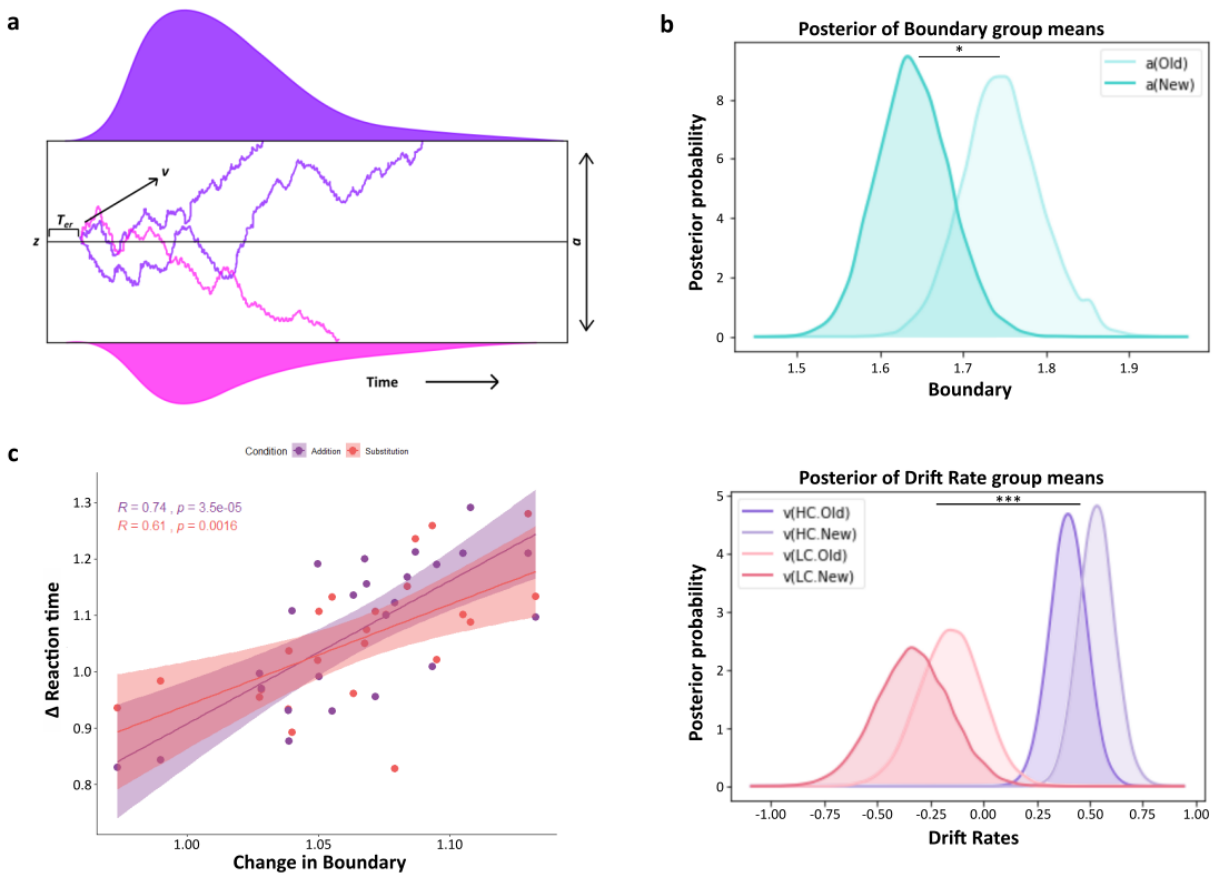 a
v
T_er
z
a
Time
b
Posterior of Boundary group means
*
a(Old)
a(New)
Posterior probability
8
6
4
2
0
1.5 1.6 1.7 1.8 1.9
Boundary
c
Condition Addition Substitution
R = 0.74 , p = 3.5e-05
R = 0.61 , p = 0.0016
Δ Reaction time
1.3
1.2
1.1
1.0
0.9
0.8
1.00 1.05 1.10
Change in Boundary
Posterior of Drift Rate group means
***
v(HC.Old)
v(HC.New)
v(LC.Old)
v(LC.New)
Posterior probability
5
4
3
2
1
0
-1.00 -0.75 -0.50 -0.25 0.00 0.25 0.50 0.75 1.00
Drift Rates